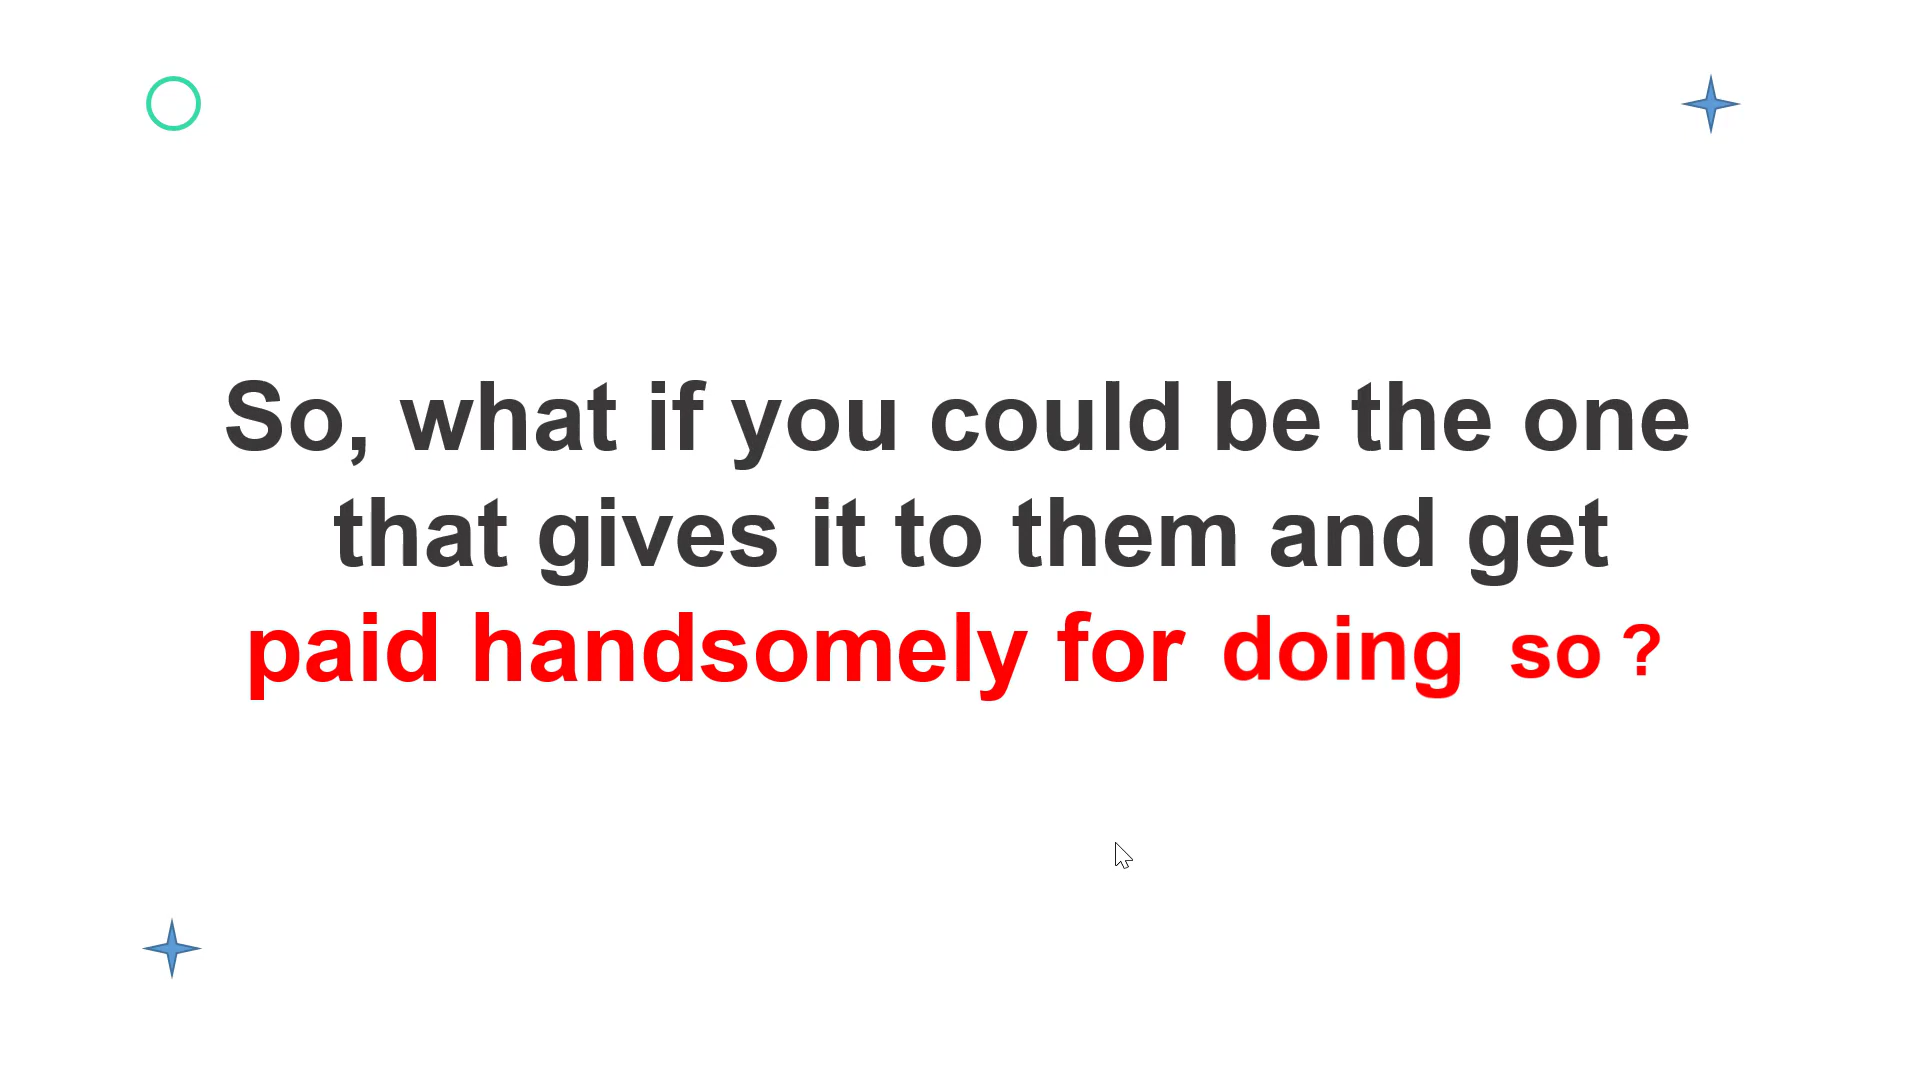 So, what if you could be the one
that gives it to them and get
paid handsomely for doing so ?